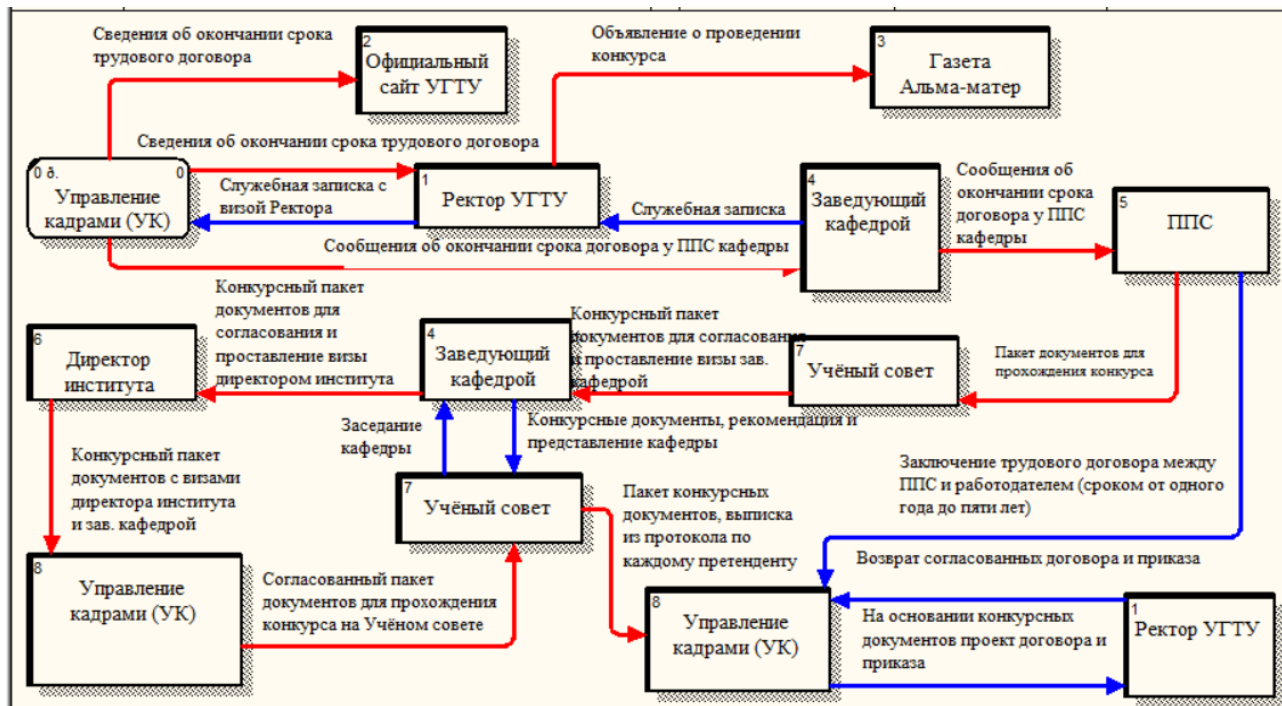 Сведения об окончании срока
трудового договора
2
Официальный
сайт УГТУ
Объявление о проведении
конкурса
3
Газета
Альма-матер
Сведения об окончании срока трудового договора
0 ð.
0
Управление
кадрами (УК)
Служебная записка с
визой Ректора
1
Ректор УГТУ
Служебная записка
4
Заведующий
кафедрой
Сообщения об
окончании срока
договора у ППС
кафедры
5
ППС
Сообщения об окончании срока договора у ППС кафедры
Конкурсный пакет
документов для
согласования и
проставление визы
директором института
6
Директор
института
4
Заведующий
кафедрой
Конкурсный пакет
документов для согласования
и проставление визы зав.
кафедрой
7
Учёный совет
Пакет документов для
прохождения конкурса
Заседание
кафедры
Конкурсные документы, рекомендация и
представление кафедры
Конкурсный пакет
документов с визами
директора института
и зав. кафедрой
7
Учёный совет
Пакет конкурсных
документов, выписка
из протокола по
каждому претенденту
Заключение трудового договора между
ППС и работодателем (сроком от одного
года до пяти лет)
8
Управление
кадрами (УК)
Согласованный пакет
документов для прохождения
конкурса на Учёном совете
Возврат согласованных договора и приказа
8
Управление
кадрами (УК)
На основании конкурсных
документов проект договора и
приказа
1
Ректор УГТУ